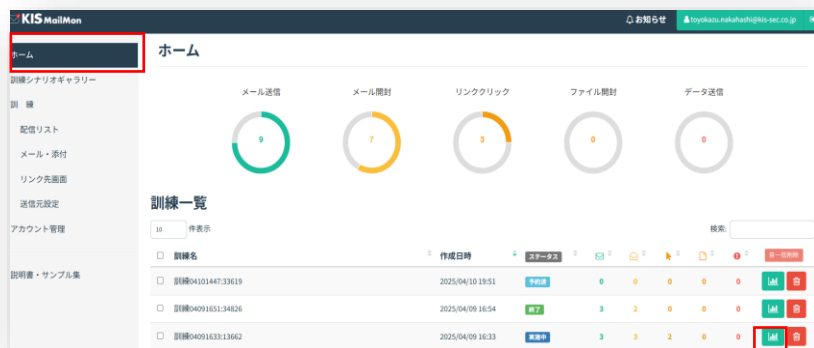 KIS MailMon
お知らせ
toyokazu.nakahashi@kis-sec.co.jp
ホーム
訓練シナリオギャラリー
訓　練
配信リスト
メール・添付
リンク先画面
送信元設定
アカウント管理
説明書・サンプル集
ホーム
メール送信 メール開封 リンククリック ファイル開封 データ送信
9 7 3 0 0
訓練一覧
10 件表示 検索:
訓練名 作成日時 ステータス 一括削除
訓練04101447:33619 2025/04/10 19:51 予約済 0 0 0 0 0
訓練04091651:34826 2025/04/09 16:54 終了 3 2 0 0 0
訓練04091633:13662 2025/04/09 16:33 実施中 3 3 2 0 0